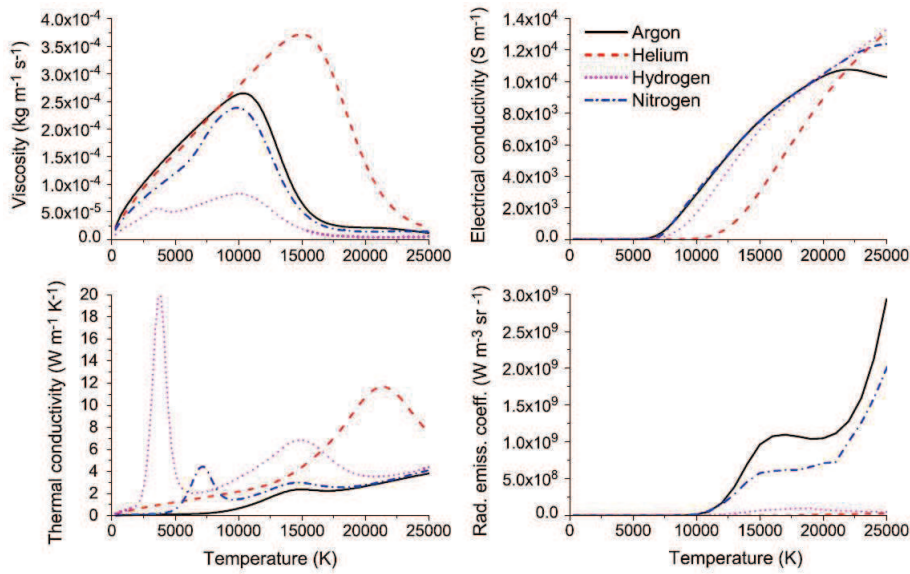 Viscosity (kg m-1 s-1)
4.0x10-4
3.5x10-4
3.0x10-4
2.5x10-4
2.0x10-4
1.5x10-4
1.0x10-4
5.0x10-5
0.0
0 5000 10000 15000 20000 25000
Temperature (K)
Electrical conductivity (S m-1)
1.4x104
1.2x104
1.0x104
8.0x103
6.0x103
4.0x103
2.0x103
0.0
Argon
Helium
Hydrogen
Nitrogen
0 5000 10000 15000 20000 25000
Temperature (K)
Thermal conductivity (W m-1 K-1)
20
18
16
14
12
10
8
6
4
2
0
0 5000 10000 15000 20000 25000
Temperature (K)
Rad. emiss. coeff. (W m-3 sr -1)
3.0x109
2.5x109
2.0x109
1.5x109
1.0x109
5.0x108
0.0
0 5000 10000 15000 20000 25000
Temperature (K)